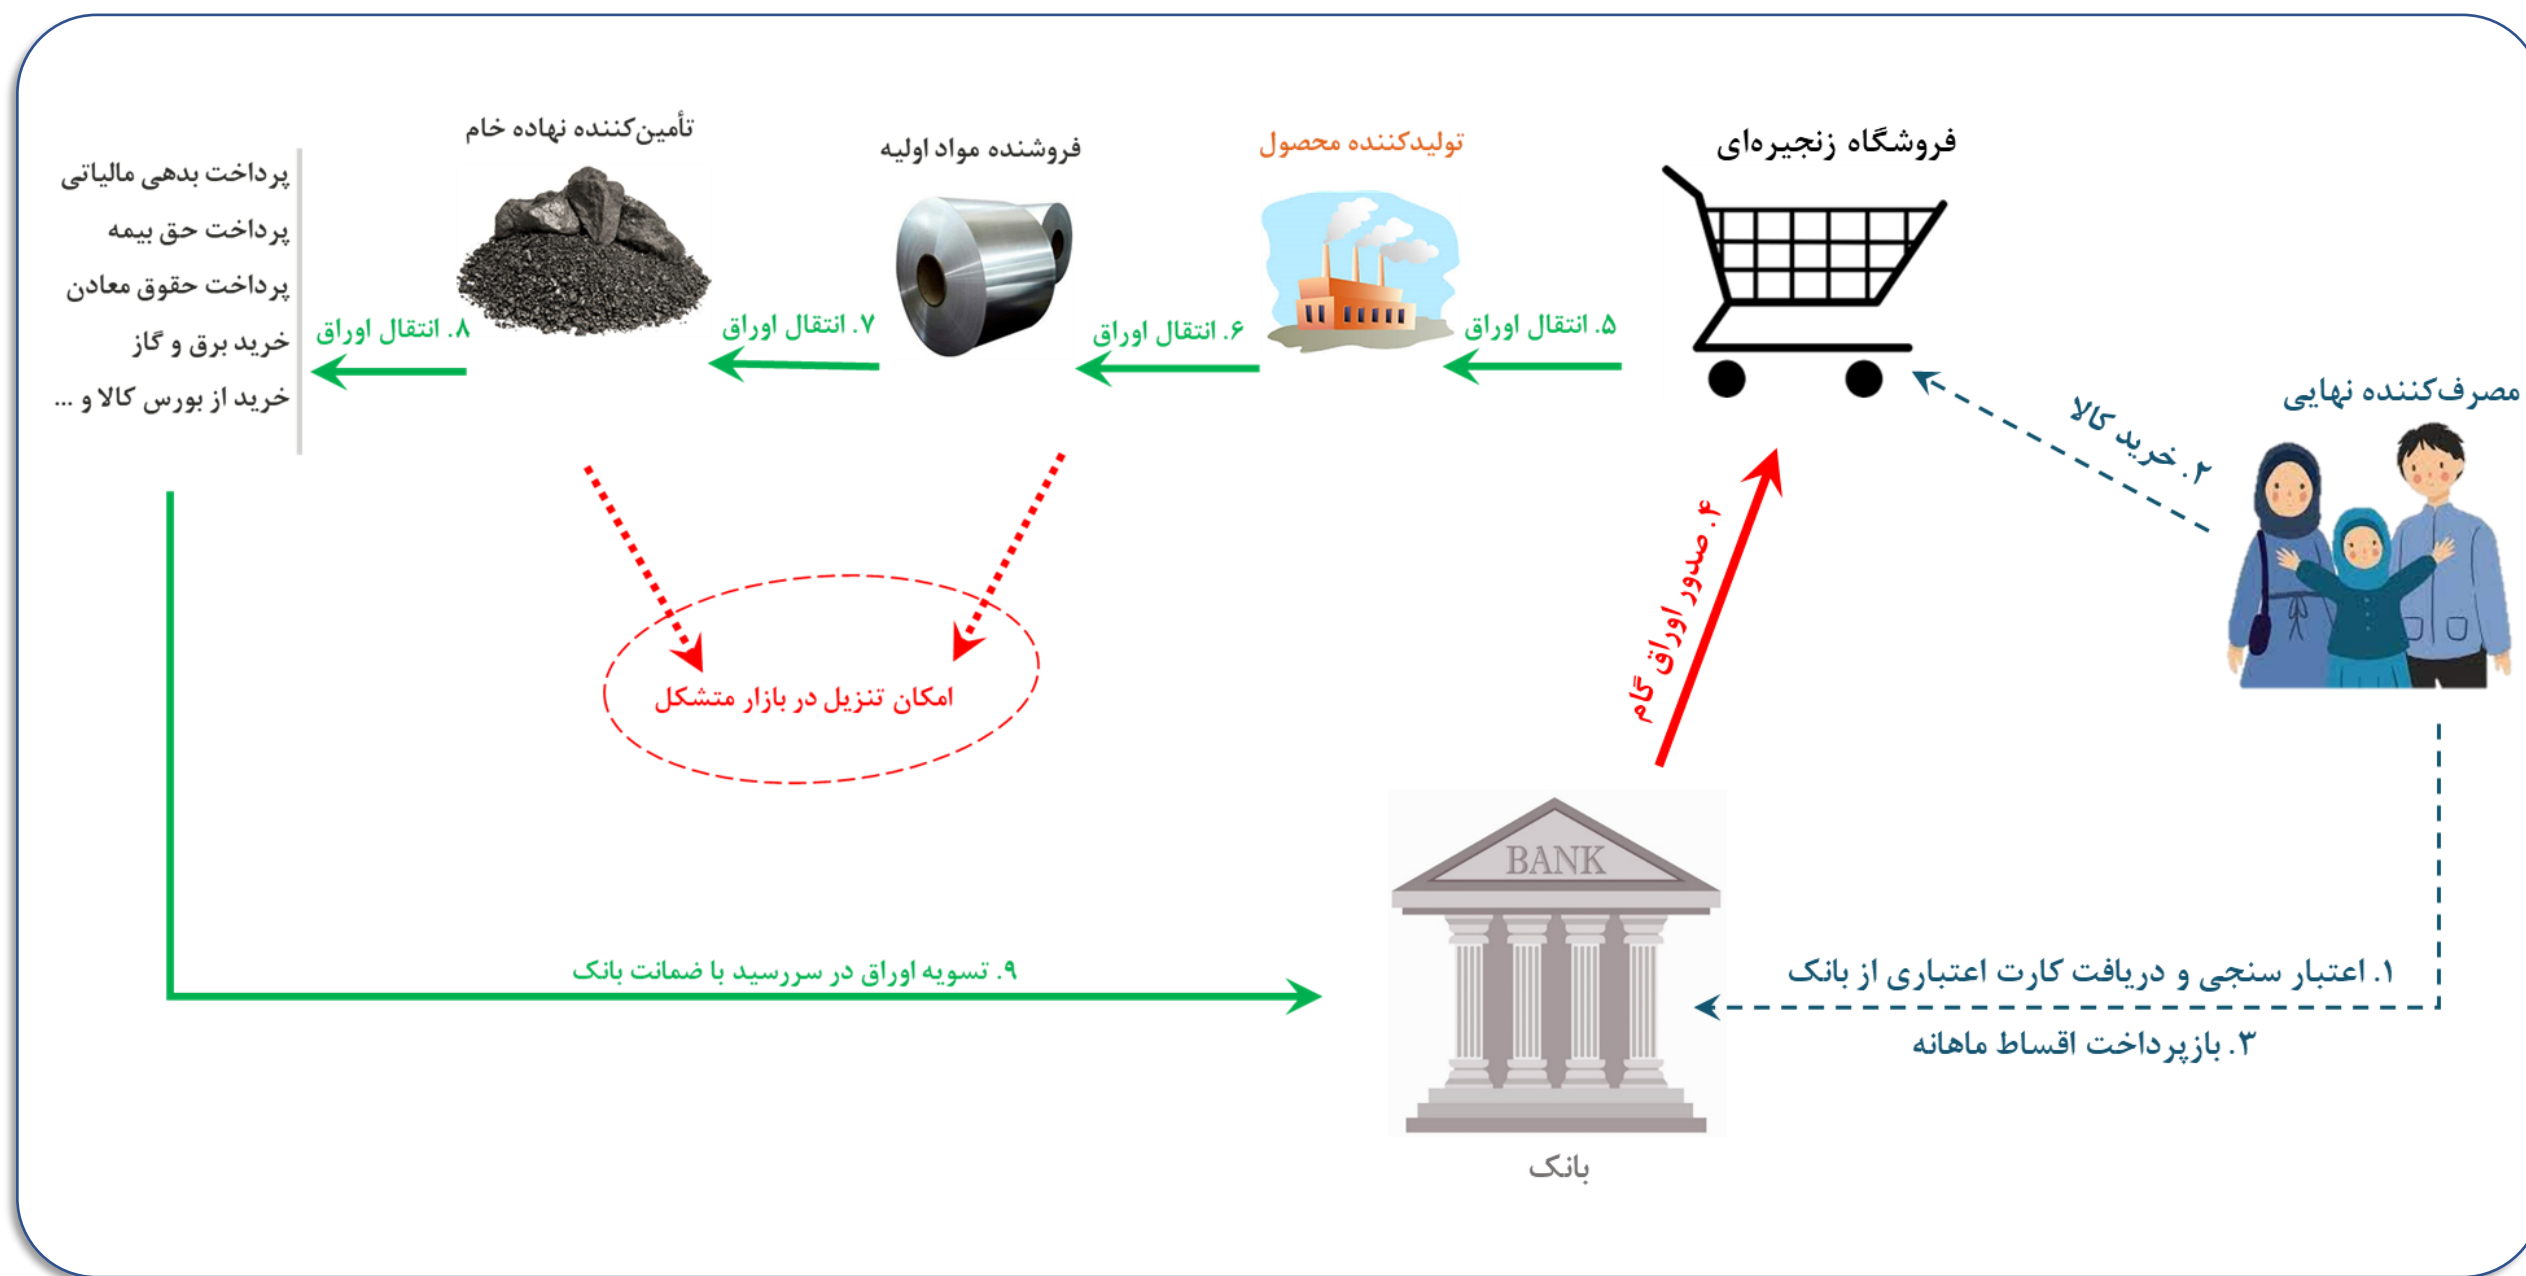 فروشگاه زنجیره‌ای
تولیدکننده محصول
فروشنده مواد اولیه
تأمین‌کننده نهاده خام
پرداخت بدهی مالیاتی
پرداخت حق بیمه
پرداخت حقوق معادن
خرید برق و گاز
خرید از بورس کالا و ...
۵. انتقال اوراق
۶. انتقال اوراق
۷. انتقال اوراق
۸. انتقال اوراق
مصرف‌کننده نهایی
۲. خرید کالا
۴. صدور اوراق گام
امکان تنزیل در بازار متشکل
BANK
۱. اعتبار سنجی و دریافت کارت اعتباری از بانک
۳. بازپرداخت اقساط ماهانه
۹. تسویه اوراق در سررسید با ضمانت بانک
بانک